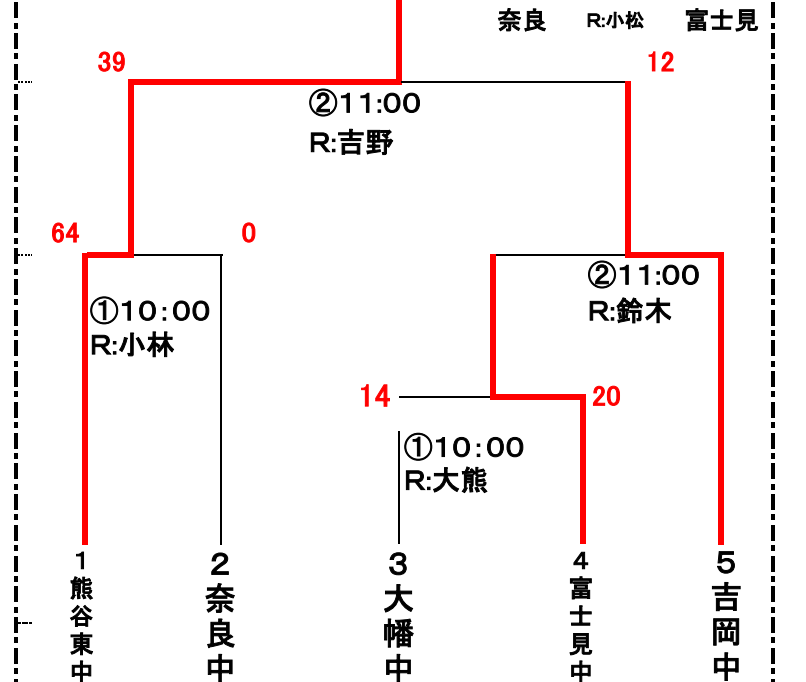 奈良 R:小松 富士見
39 12
②11:00
R:吉野
64 0
②11:00
R:鈴木
①10:00
R:小林
14 20
①10:00
R:大熊
1 2 3 4 5
熊谷東中
奈良中
大幡中
富士見中
吉岡中